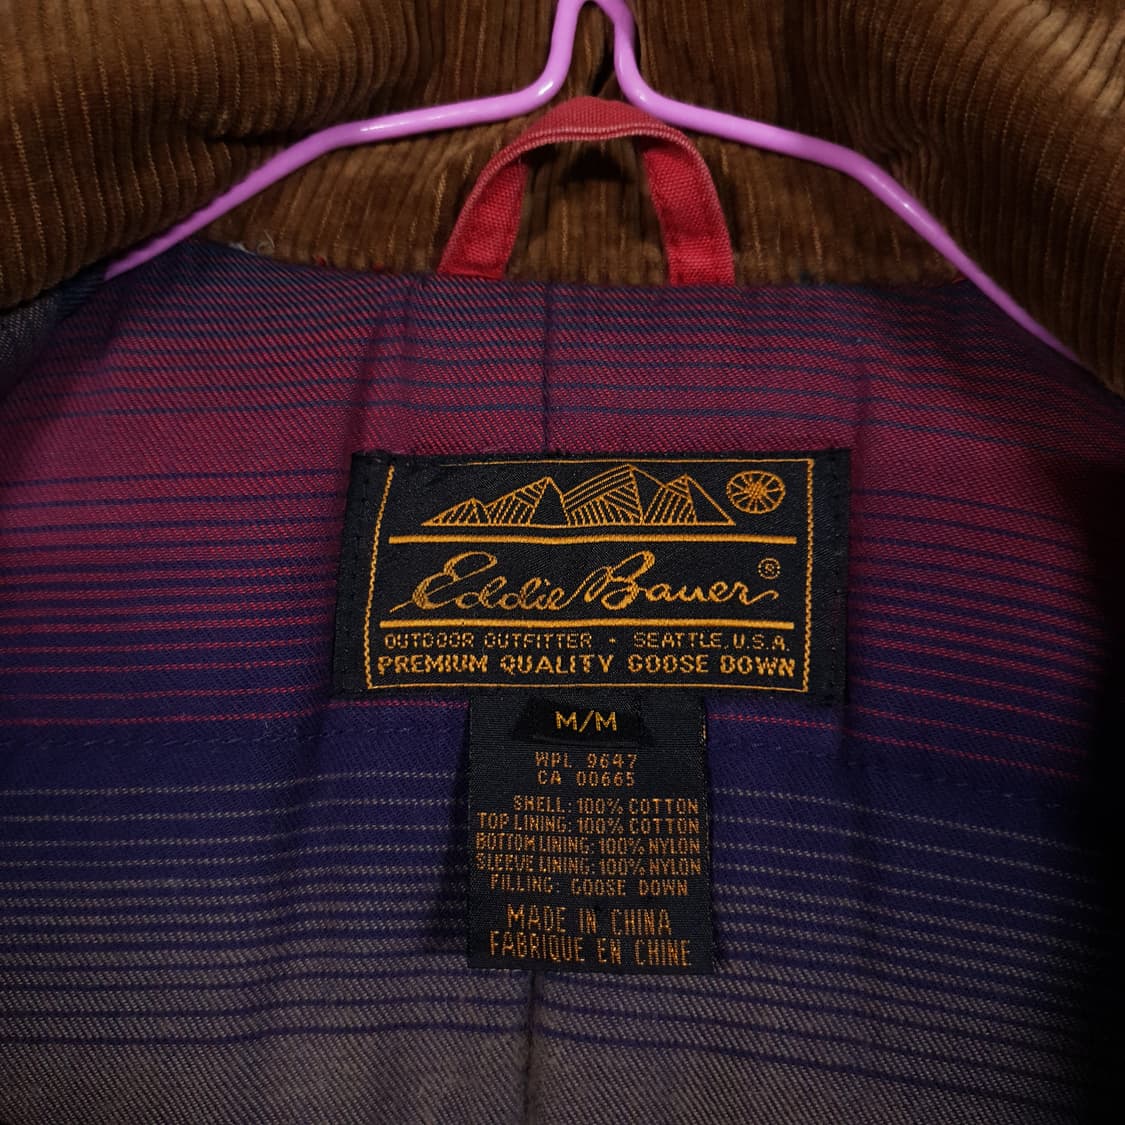 Eddie Bauer®
OUTDOOR OUTFITTER · SEATTLE, U.S.A.
PREMIUM QUALITY GOOSE DOWN
M/M
WPL 9647
CA 00665
SHELL: 100% COTTON
TOP LINING: 100% COTTON
BOTTOM LINING: 100% NYLON
SLEEVE LINING: 100% NYLON
FILLING: GOOSE DOWN
MADE IN CHINA
FABRIQUE EN CHINE